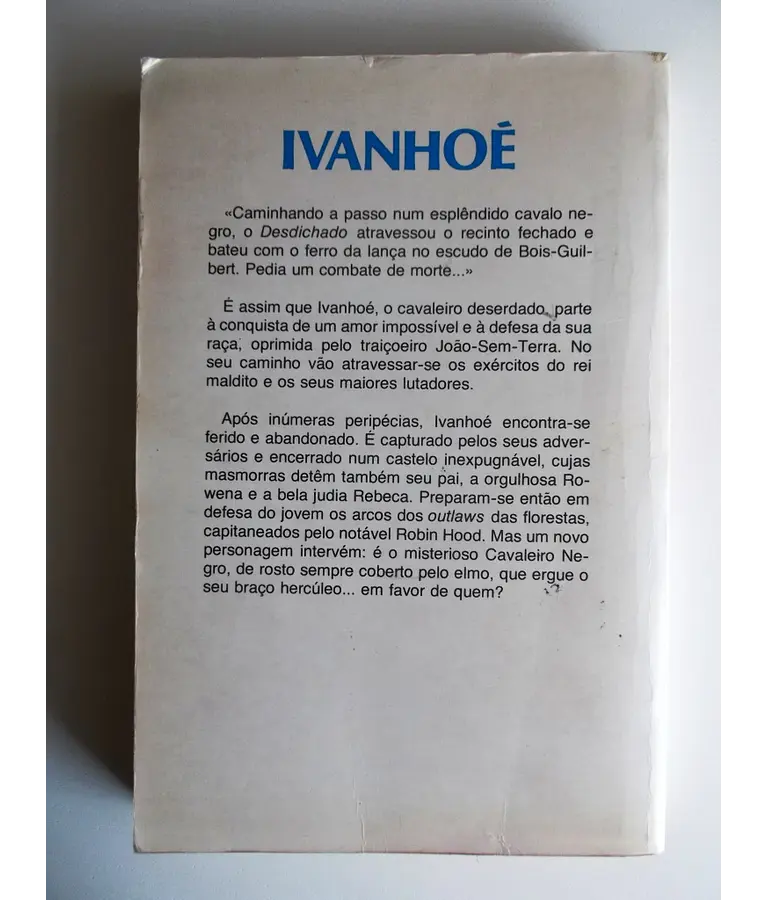 IVANHOÉ
«Caminhando a passo num esplêndido cavalo ne-
gro, o Desdichado atravessou o recinto fechado e
bateu com o ferro da lança no escudo de Bois-Guil-
bert. Pedia um combate de morte...»
É assim que Ivanhoé, o cavaleiro deserdado, parte
à conquista de um amor impossível e à defesa da sua
raça, oprimida pelo traiçoeiro João-Sem-Terra. No
seu caminho vão atravessar-se os exércitos do rei
maldito e os seus maiores lutadores.
Após inúmeras peripécias, Ivanhoé encontra-se
ferido e abandonado. É capturado pelos seus adver-
sários e encerrado num castelo inexpugnável, cujas
masmorras detêm também seu pai, a orgulhosa Ro-
wena e a bela judia Rebeca. Preparam-se então em
defesa do jovem os arcos dos outlaws das florestas,
capitaneados pelo notável Robin Hood. Mas um novo
personagem intervém: é o misterioso Cavaleiro Ne-
gro, de rosto sempre coberto pelo elmo, que ergue o
seu braço hercúleo... em favor de quem?